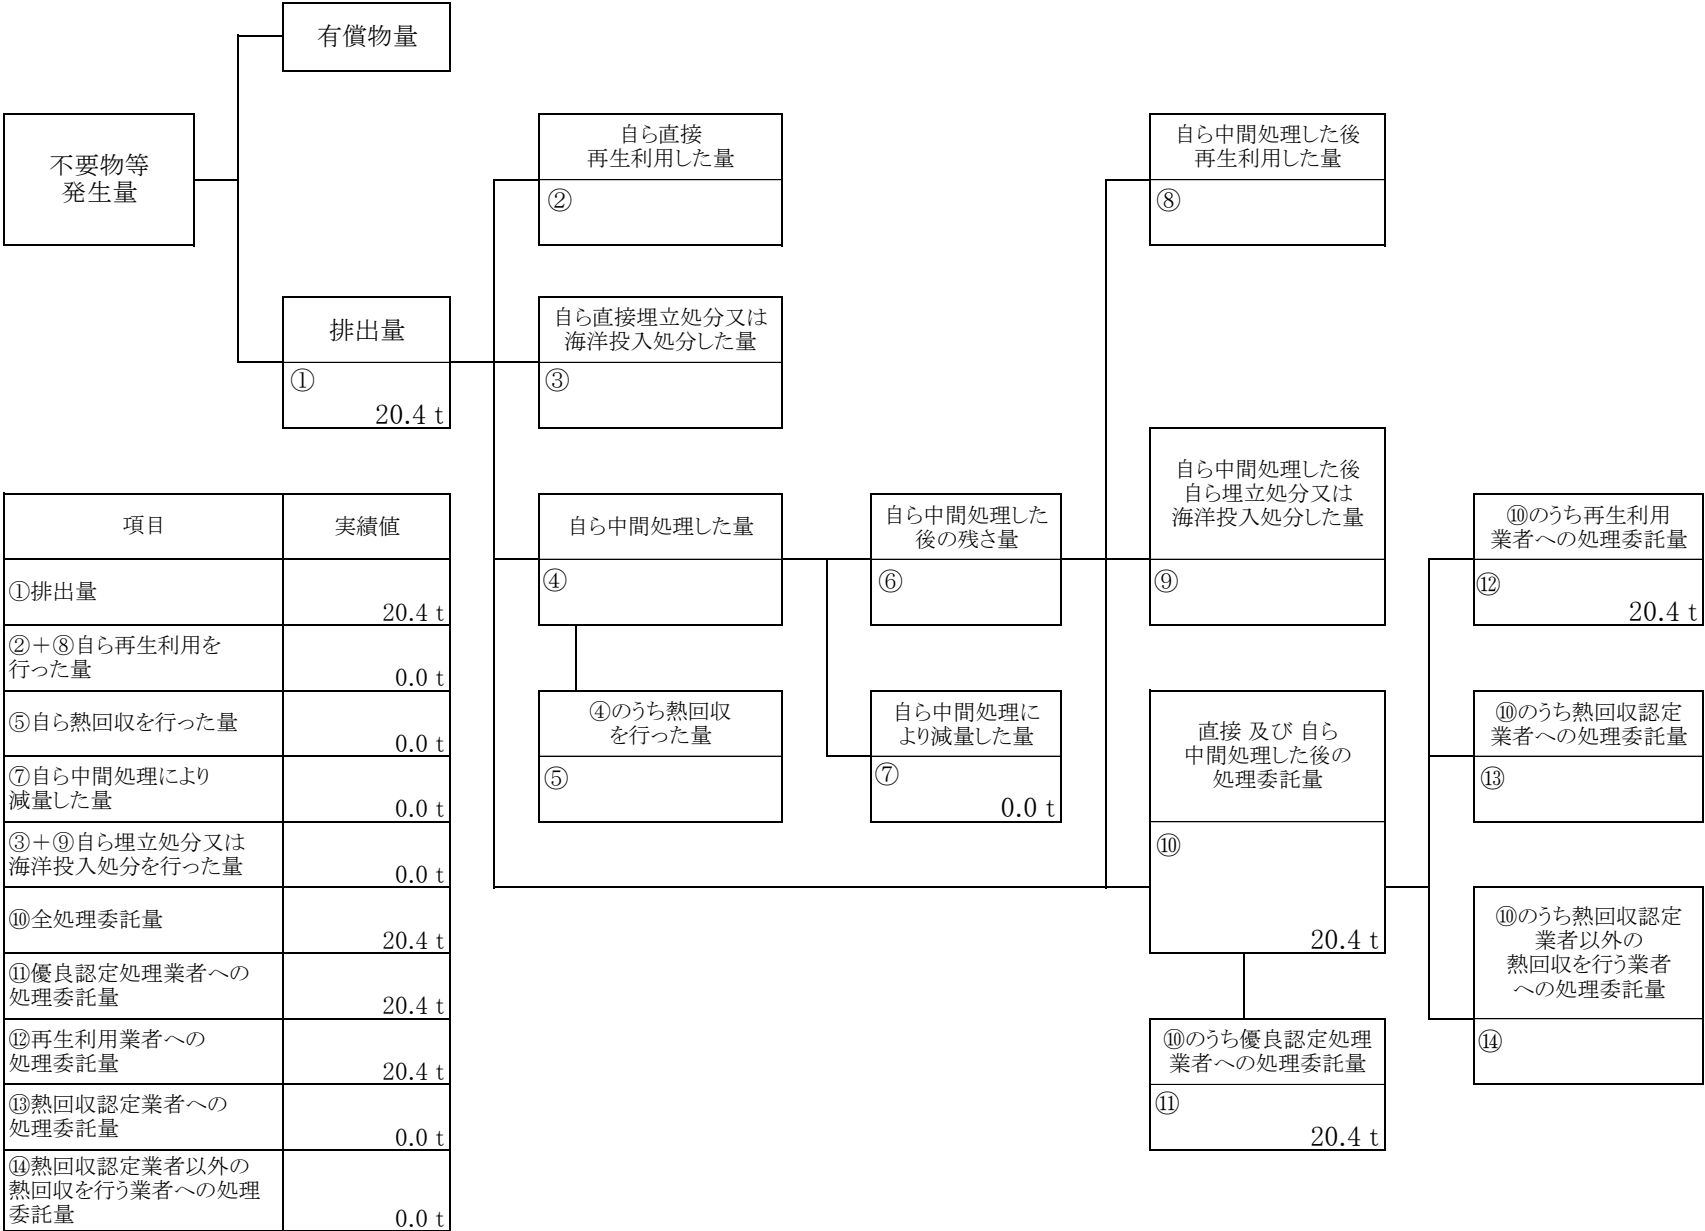 有償物量
不要物等
発生量
自ら直接
再生利用した量
②
自ら中間処理した後
再生利用した量
⑧
排出量
①
20.4 t
自ら直接埋立処分又は
海洋投入処分した量
③
自ら中間処理した量
④
自ら中間処理した
後の残さ量
⑥
自ら中間処理した後
自ら埋立処分又は
海洋投入処分した量
⑨
⑩のうち再生利用
業者への処理委託量
⑫
20.4 t
④のうち熱回収
を行った量
⑤
自ら中間処理に
より減量した量
⑦
0.0 t
直接 及び 自ら
中間処理した後の
処理委託量
⑩
20.4 t
⑩のうち熱回収認定
業者への処理委託量
⑬
⑩のうち熱回収認定
業者以外の
熱回収を行う業者
への処理委託量
⑭
⑩のうち優良認定処理
業者への処理委託量
⑪
20.4 t
項目 実績値
①排出量
20.4 t
②＋⑧自ら再生利用を
行った量
0.0 t
⑤自ら熱回収を行った量
0.0 t
⑦自ら中間処理により
減量した量
0.0 t
③＋⑨自ら埋立処分又は
海洋投入処分を行った量
0.0 t
⑩全処理委託量
20.4 t
⑪優良認定処理業者への
処理委託量
20.4 t
⑫再生利用業者への
処理委託量
20.4 t
⑬熱回収認定業者への
処理委託量
0.0 t
⑭熱回収認定業者以外の
熱回収を行う業者への処理
委託量
0.0 t